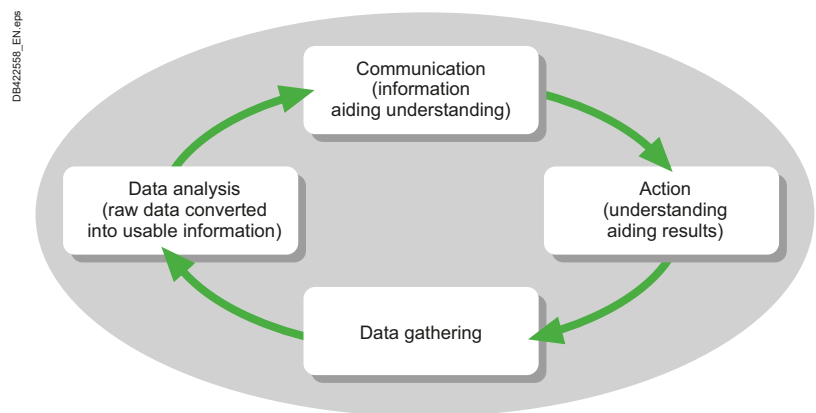 DB422558_EN.eps
Communication
(information
aiding understanding)
Data analysis
(raw data converted
into usable information)
Action
(understanding
aiding results)
Data gathering